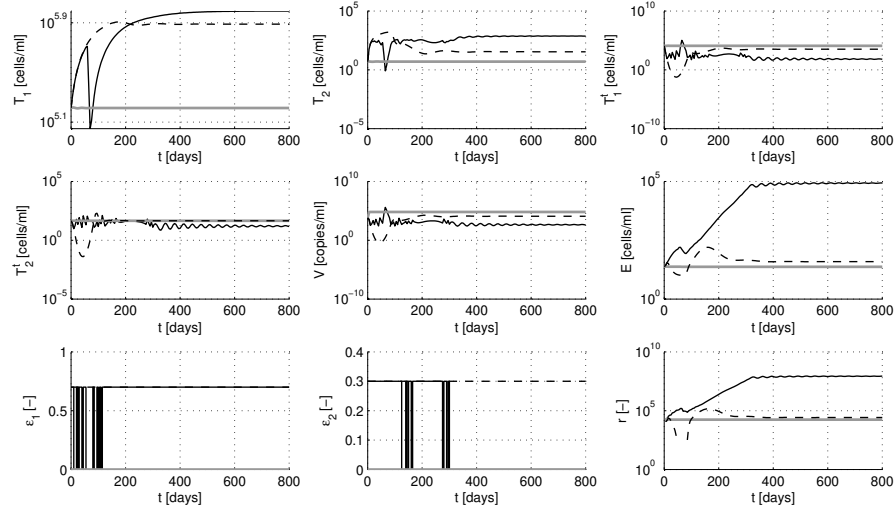 T_1 [cells/ml]
10^5.9
10^5.1
0 200 400 600 800
t [days]
T_2 [cells/ml]
10^5
10^0
10^-5
0 200 400 600 800
t [days]
T_1^t [cells/ml]
10^10
10^0
10^-10
0 200 400 600 800
t [days]
T_2^t [cells/ml]
10^5
10^0
10^-5
0 200 400 600 800
t [days]
V [copies/ml]
10^10
10^0
10^-10
0 200 400 600 800
t [days]
E [cells/ml]
10^5
10^0
0 200 400 600 800
t [days]
ε_1 [-]
1
0.5
0
0 200 400 600 800
t [days]
ε_2 [-]
0.4
0.3
0.2
0.1
0
0 200 400 600 800
t [days]
r [-]
10^10
10^5
10^0
0 200 400 600 800
t [days]